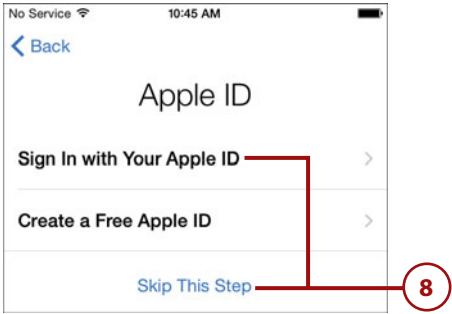 No Service 10:45 AM
Back
Apple ID
Sign In with Your Apple ID
Create a Free Apple ID
Skip This Step
8